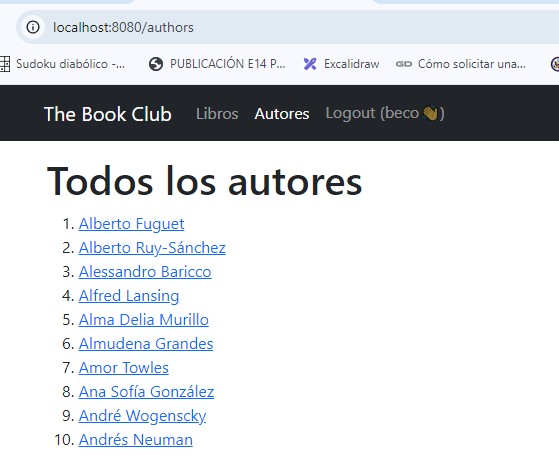 localhost:8080/authors
Sudoku diabólico -... PUBLICACIÓN E14 P... Excalidraw GD Cómo solicitar una...
The Book Club Libros Autores Logout (beco 👋)
Todos los autores
1. Alberto Fuguet
2. Alberto Ruy-Sánchez
3. Alessandro Baricco
4. Alfred Lansing
5. Alma Delia Murillo
6. Almudena Grandes
7. Amor Towles
8. Ana Sofía González
9. André Wogenscky
10. Andrés Neuman